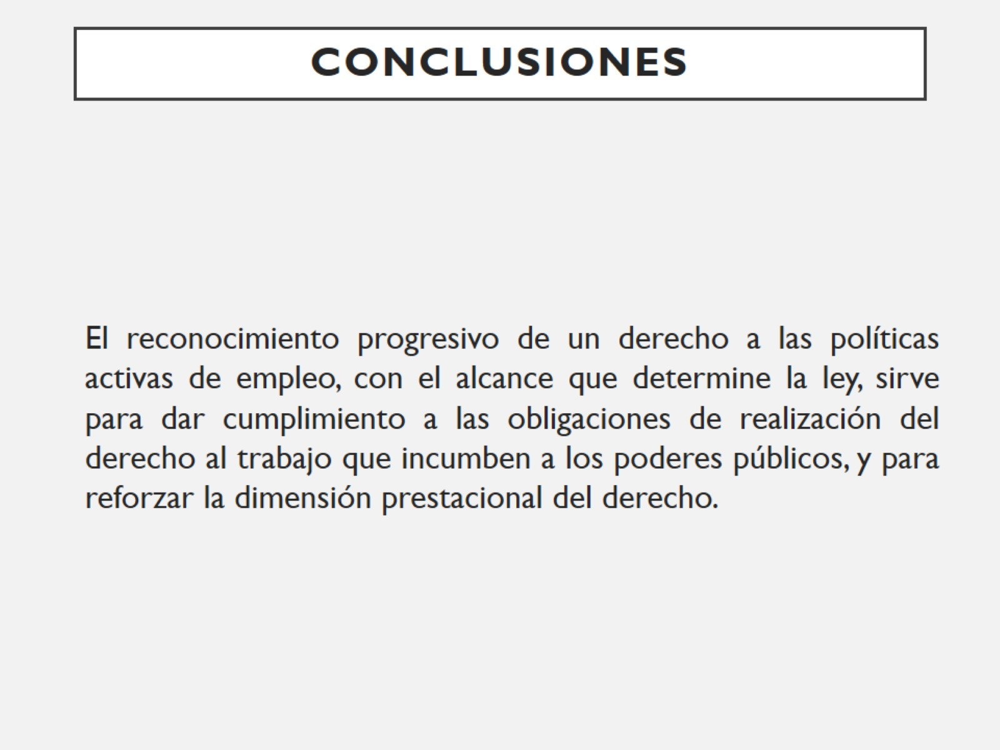 CONCLUSIONES
El reconocimiento progresivo de un derecho a las políticas
activas de empleo, con el alcance que determine la ley, sirve
para dar cumplimiento a las obligaciones de realización del
derecho al trabajo que incumben a los poderes públicos, y para
reforzar la dimensión prestacional del derecho.